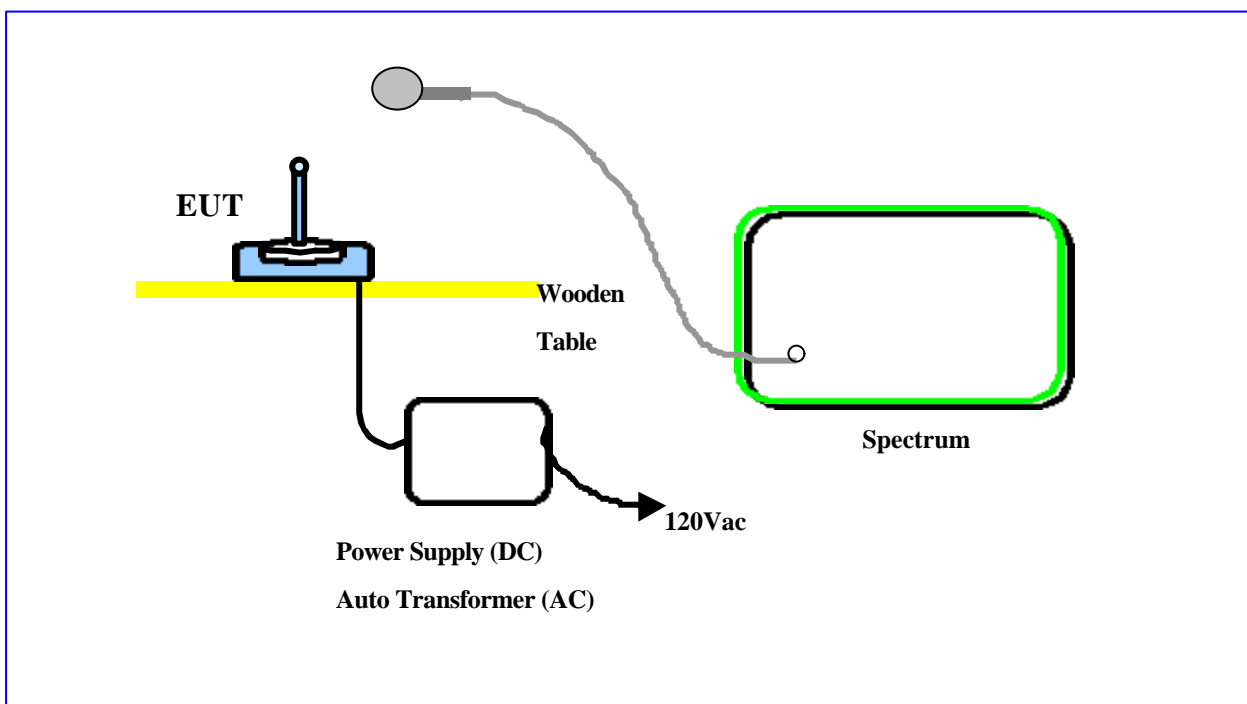 EUT
Wooden
Table
Spectrum
120Vac
Power Supply (DC)
Auto Transformer (AC)